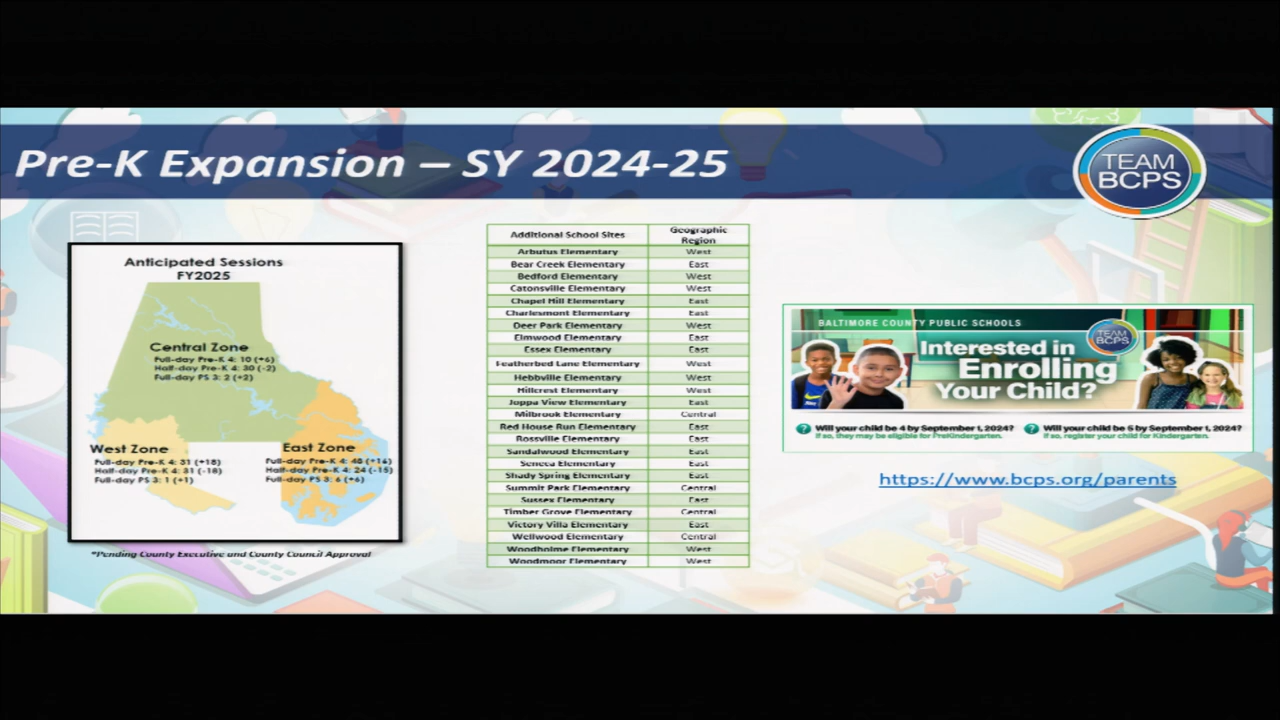 Pre-K Expansion – SY 2024-25
TEAM
BCPS
Anticipated Sessions
FY2025
Central Zone
Full-day Pre-K 4: 10 (+6)
Half-day Pre-K 4: 30 (-2)
Full-day PS 3: 2 (+2)
West Zone
Full-day Pre-K 4: 31 (+18)
Half-day Pre-K 4: 31 (-18)
Full-day PS 3: 1 (+1)
East Zone
Full-day Pre-K 4: 48 (+14)
Half-day Pre-K 4: 24 (-15)
Full-day PS 3: 6 (+6)
*Pending County Executive and County Council Approval
Additional School Sites Geographic Region
Arbutus Elementary West
Bear Creek Elementary East
Bedford Elementary West
Catonsville Elementary West
Chapel Hill Elementary East
Charlesmont Elementary East
Deer Park Elementary West
Elmwood Elementary East
Essex Elementary East
Featherbed Lane Elementary West
Hebbville Elementary West
Hillcrest Elementary West
Joppa View Elementary East
Milbrook Elementary Central
Red House Run Elementary East
Rossville Elementary East
Sandalwood Elementary East
Seneca Elementary East
Shady Spring Elementary East
Summit Park Elementary Central
Sussex Elementary East
Timber Grove Elementary Central
Victory Villa Elementary East
Wellwood Elementary Central
Woodholme Elementary West
Woodmoor Elementary West
BALTIMORE COUNTY PUBLIC SCHOOLS
TEAM
BCPS
Interested in
Enrolling
Your Child?
Will your child be 4 by September 1, 2024?
If so, they may be eligible for PreKindergarten.
Will your child be 5 by September 1, 2024?
If so, register your child for Kindergarten.
https://www.bcps.org/parents